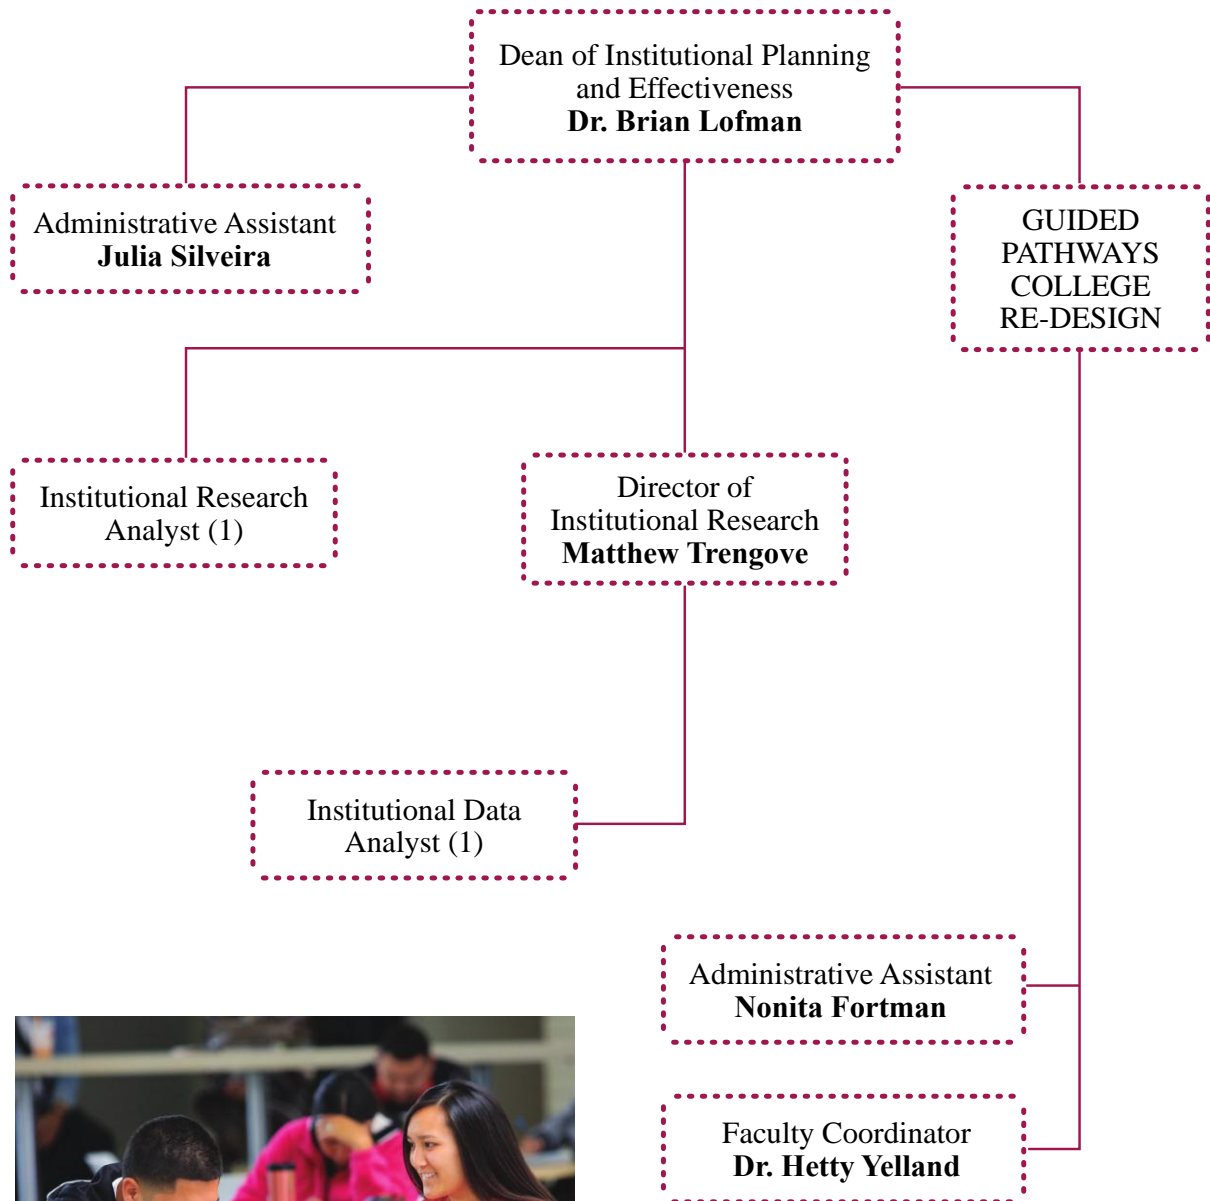 Dean of Institutional Planning
and Effectiveness
Dr. Brian Lofman
Administrative Assistant
Julia Silveira
GUIDED
PATHWAYS
COLLEGE
RE-DESIGN
Institutional Research
Analyst (1)
Director of
Institutional Research
Matthew Trengove
Institutional Data
Analyst (1)
Administrative Assistant
Nonita Fortman
Faculty Coordinator
Dr. Hetty Yelland